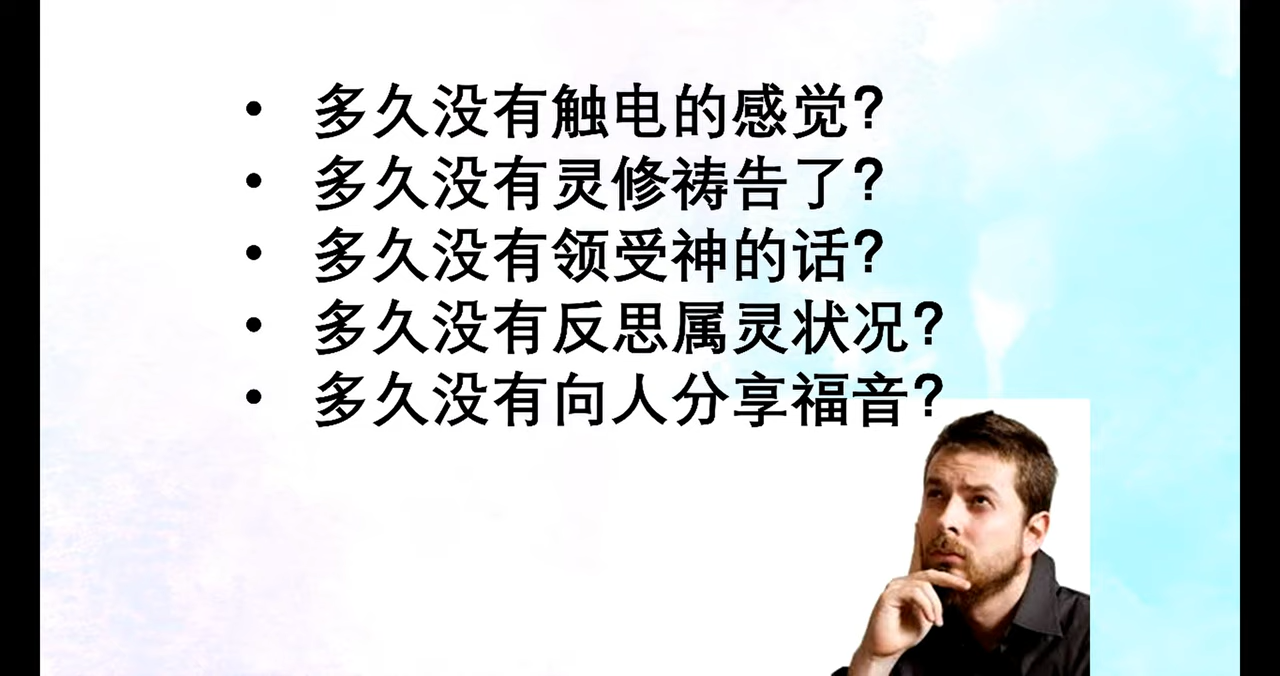 • 多久没有触电的感觉？
• 多久没有灵修祷告了？
• 多久没有领受神的话？
• 多久没有反思属灵状况？
• 多久没有向人分享福音？